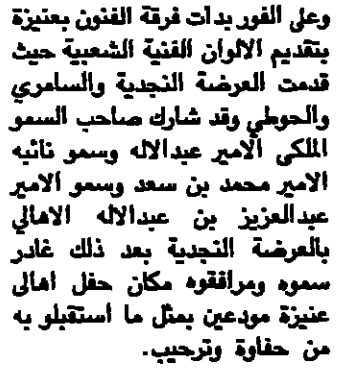 وعلى الفور بدات فرقة الفنون بعنيزة
بتقديم الالوان الفنية الشعبية حيث
قدمت العرضة النجدية والسامري
والحوطي وقد شارك صاحب السمو
الملكي الامير عبدالاله وسمو نائبه
الامير محمد بن سعد وسمو الامير
عبدالعزيز بن عبدالاله الاهالي
بالعرضة النجدية بعد ذلك غادر
سموه ومرافقوه مكان حفل اهالى
عنيزة مودعين بمثل ما استقبلو به
من حفاوة وترحيب.